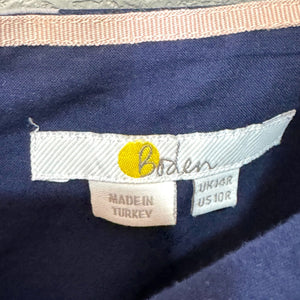 Boden
MADE IN
TURKEY
UK14R
US10R